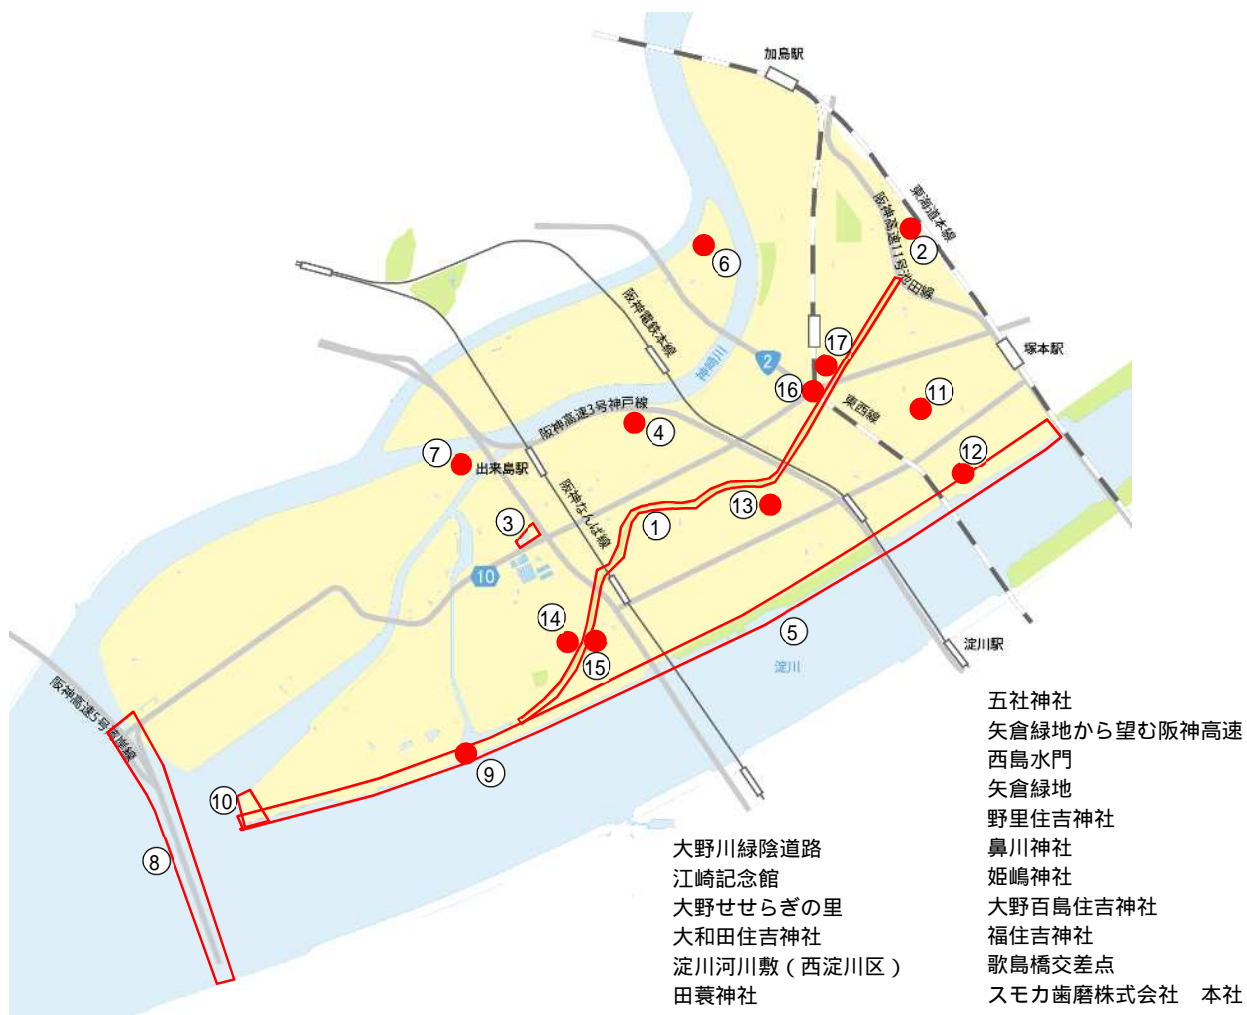 加島駅
東海道本線
阪神高速11号池田線
②
⑥
阪神電鉄本線
神崎川
2
塚本駅
⑰
⑯
東西線
⑪
阪神高速3号神戸線
④
⑦
出来島駅
⑫
阪神なんば線
⑬
③
①
10
⑭
⑮
⑤
淀川
淀川駅
阪神高速5号湾岸線
⑨
⑩
⑧
大野川緑陰道路
江崎記念館
大野せせらぎの里
大和田住吉神社
淀川河川敷（西淀川区）
田蓑神社
五社神社
矢倉緑地から望む阪神高速
西島水門
矢倉緑地
野里住吉神社
鼻川神社
姫嶋神社
大野百島住吉神社
福住吉神社
歌島橋交差点
スモカ歯磨株式会社　本社